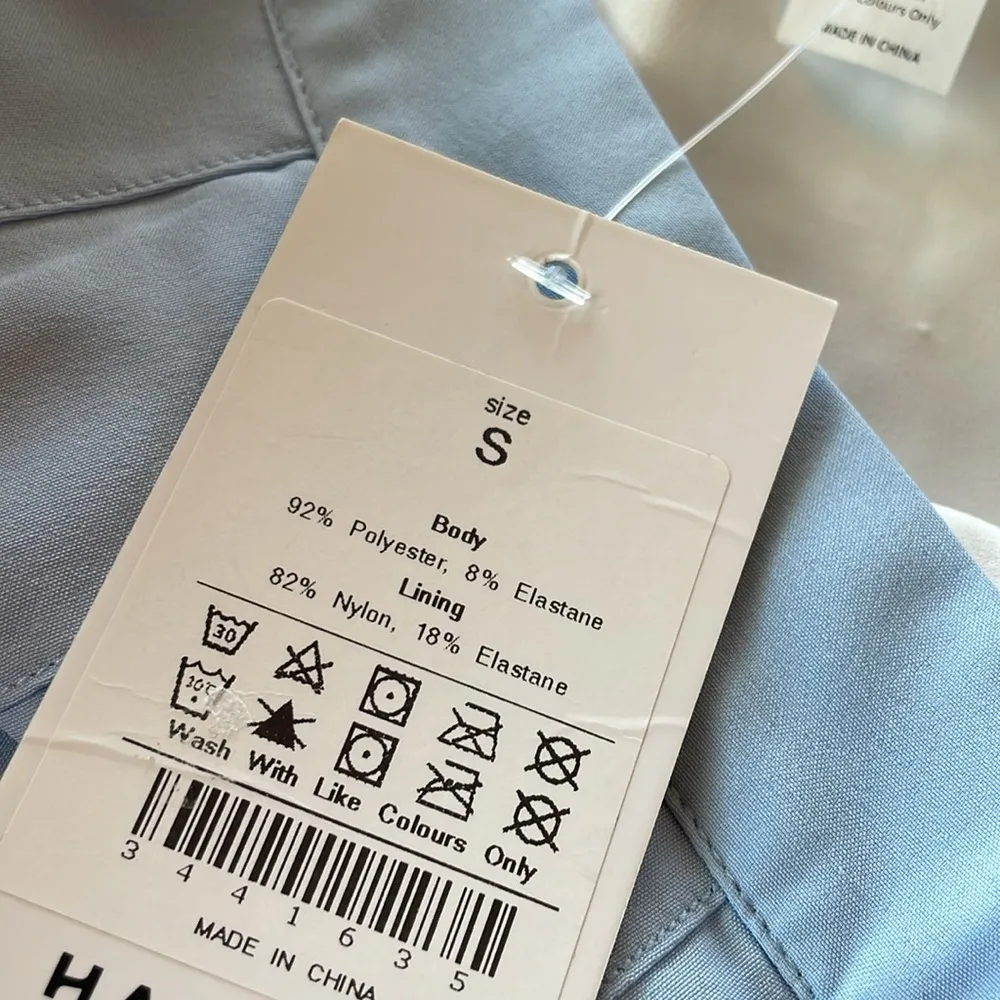 Colours Only
MADE IN CHINA
size
S
Body
92% Polyester, 8% Elastane
Lining
82% Nylon, 18% Elastane
30
30°C
Wash With Like Colours Only
3 4 4 1 6 3 5
MADE IN CHINA